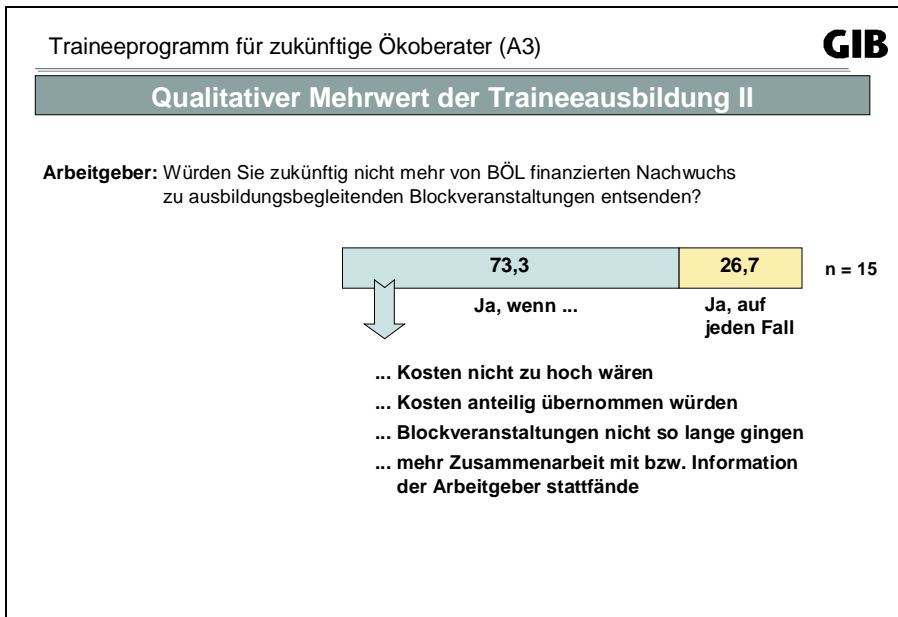 Traineeprogramm für zukünftige Ökoberater (A3)
GIB
Qualitativer Mehrwert der Traineeausbildung II
Arbeitgeber: Würden Sie zukünftig nicht mehr von BÖL finanzierten Nachwuchs
zu ausbildungsbegleitenden Blockveranstaltungen entsenden?
73,3 26,7 n = 15
Ja, wenn ... Ja, auf
jeden Fall
... Kosten nicht zu hoch wären
... Kosten anteilig übernommen würden
... Blockveranstaltungen nicht so lange gingen
... mehr Zusammenarbeit mit bzw. Information
der Arbeitgeber stattfände